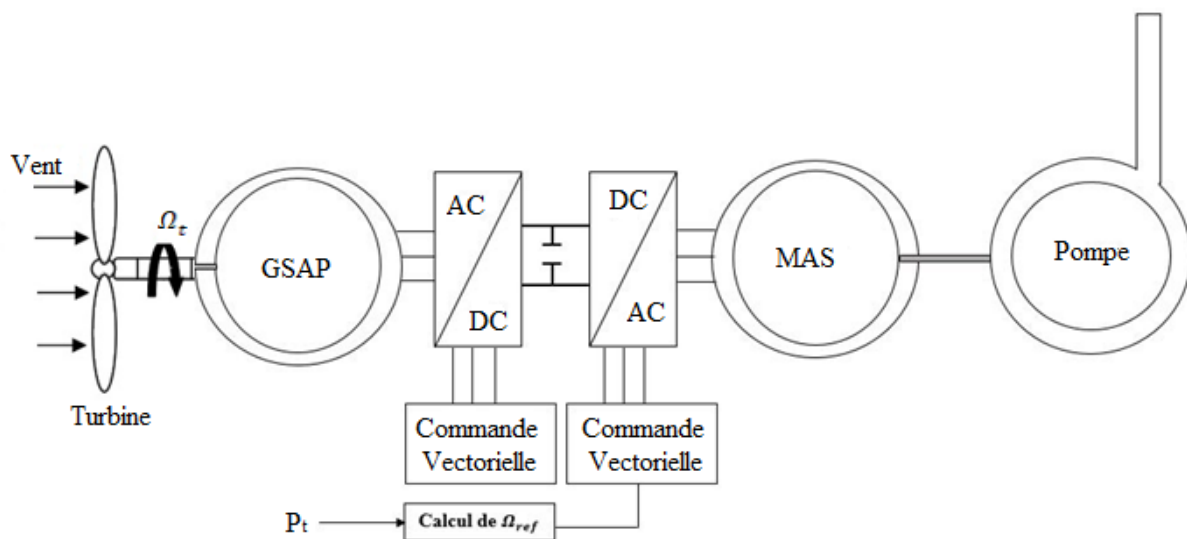 Vent
Ω_t
Turbine
GSAP
AC
DC
DC
AC
MAS
Pompe
Commande
Vectorielle
Commande
Vectorielle
P_t
Calcul de Ω_ref